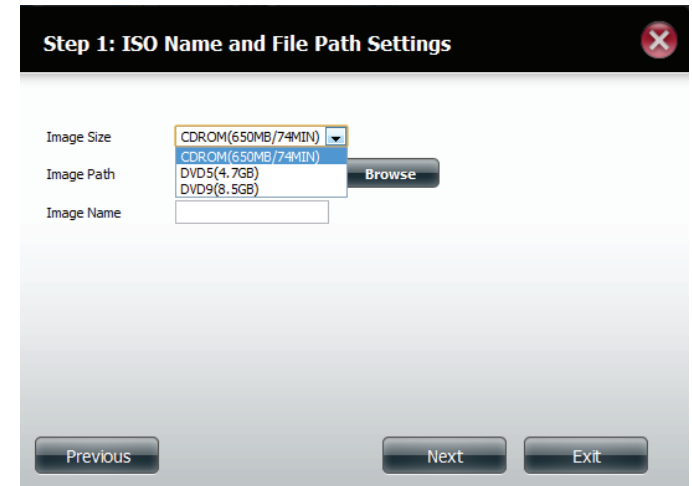 Step 1: ISO Name and File Path Settings
Image Size CDROM(650MB/74MIN)
CDROM(650MB/74MIN)
Image Path DVD5(4.7GB) Browse
DVD9(8.5GB)
Image Name
Previous Next Exit